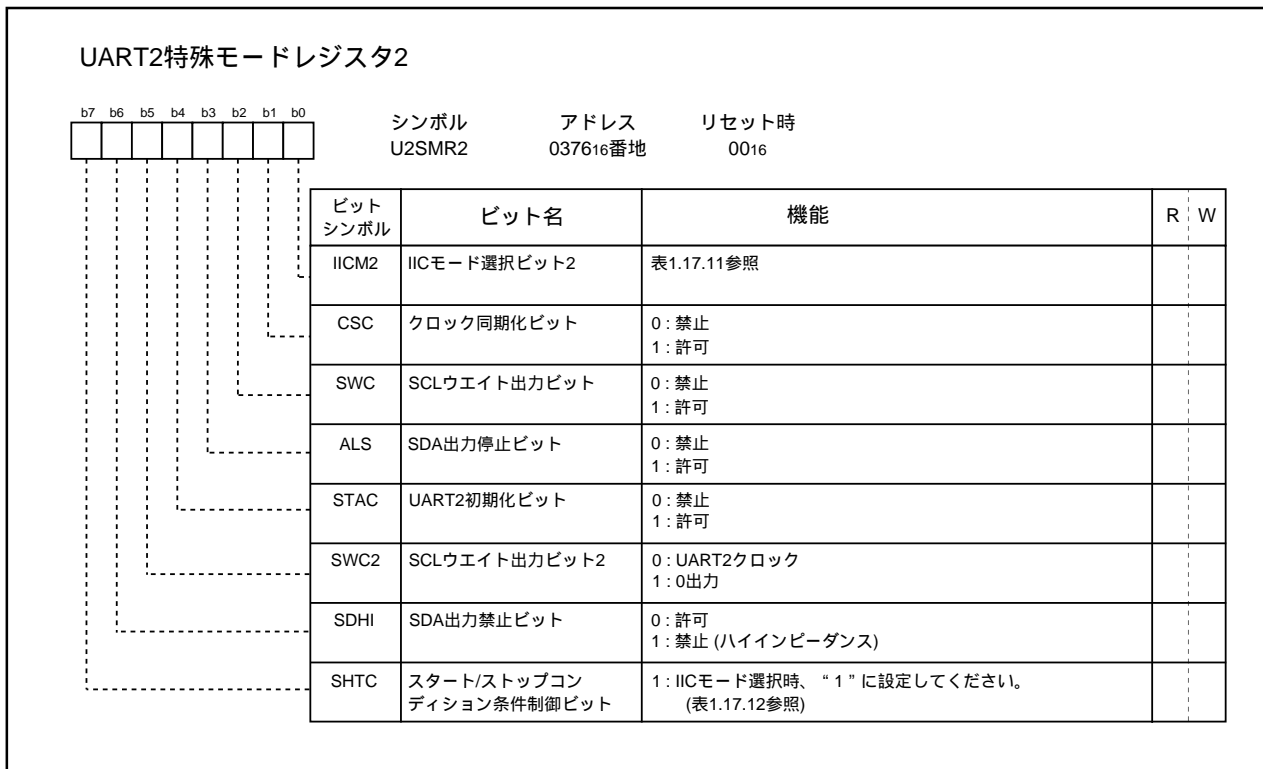 UART2特殊モードレジスタ2
b7 b6 b5 b4 b3 b2 b1 b0
シンボル アドレス リセット時
U2SMR2 037616番地 0016
ビット
シンボル
ビット名 機能 R W
IICM2 IICモード選択ビット2 表1.17.11参照
CSC クロック同期化ビット 0 : 禁止
1 : 許可
SWC SCLウエイト出力ビット 0 : 禁止
1 : 許可
ALS SDA出力停止ビット 0 : 禁止
1 : 許可
STAC UART2初期化ビット 0 : 禁止
1 : 許可
SWC2 SCLウエイト出力ビット2 0 : UART2クロック
1 : 0出力
SDHI SDA出力禁止ビット 0 : 許可
1 : 禁止 (ハイインピーダンス)
SHTC スタート/ストップコン 1 : IICモード選択時、“1”に設定してください。
ディション条件制御ビット (表1.17.12参照)